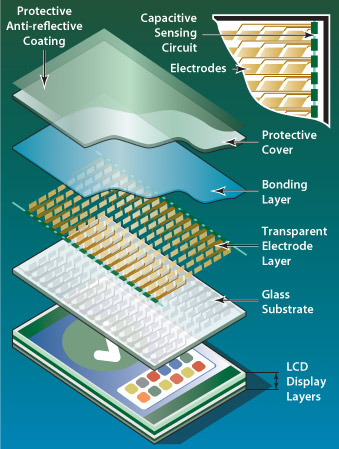 Protective
Anti-reflective
Coating
Capacitive
Sensing
Circuit
Electrodes
Protective
Cover
Bonding
Layer
Transparent
Electrode
Layer
Glass
Substrate
LCD
Display
Layers